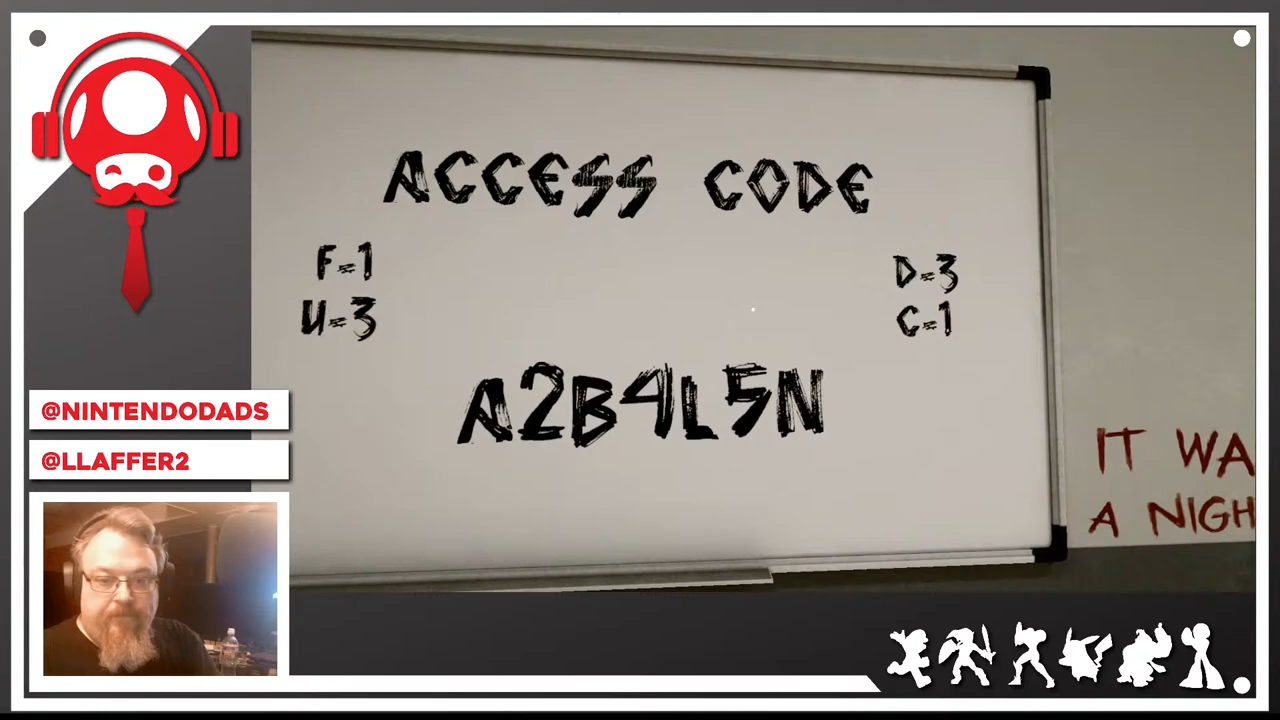 ACCESS CODE
F=1
U=3
D=3
C=1
A2B4L5N
IT WA
A NIGH
@NINTENDODADS
@LLAFFER2